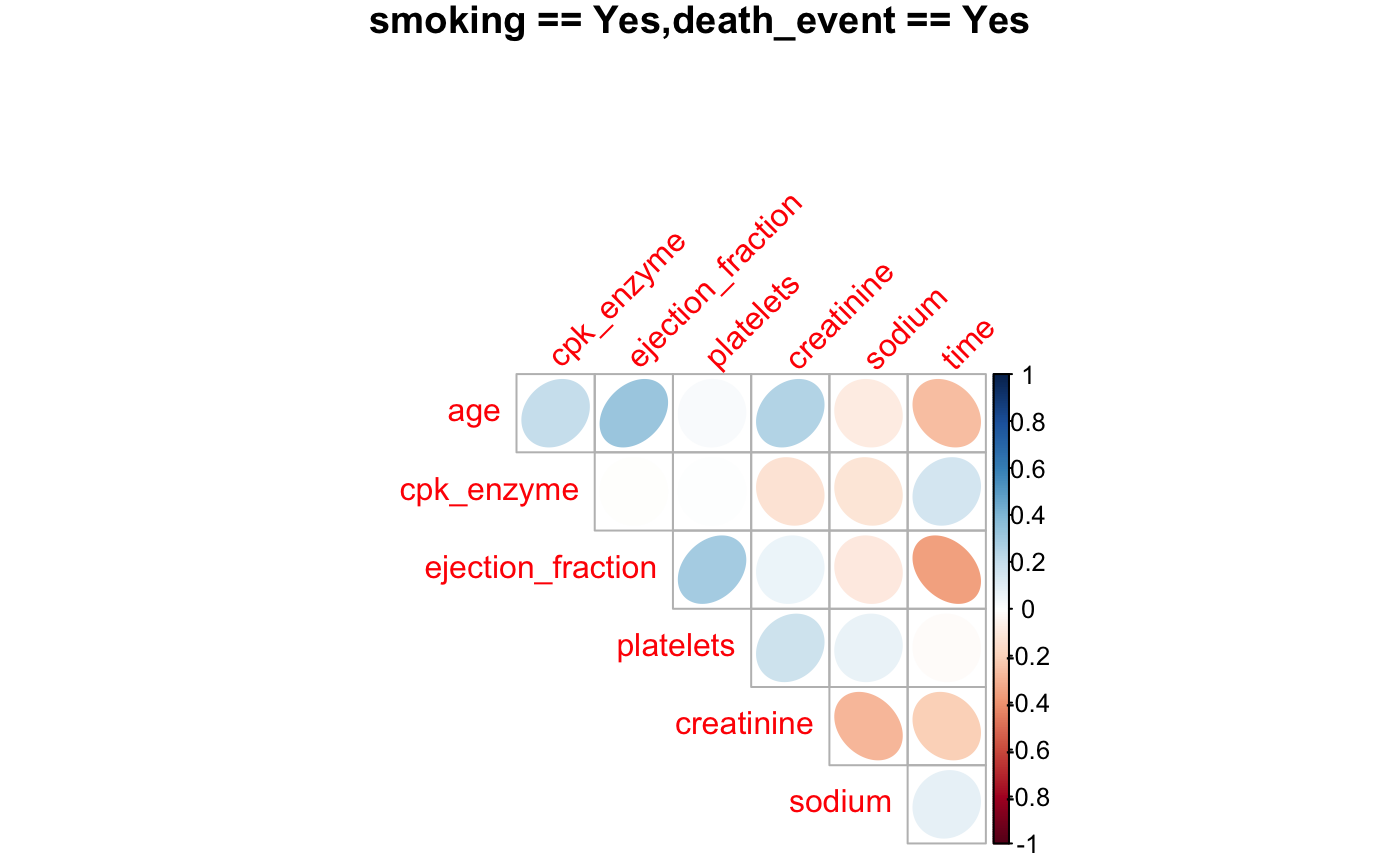 smoking == Yes,death_event == Yes
cpk_enzyme
ejection_fraction
platelets
creatinine
sodium
time
age
cpk_enzyme
ejection_fraction
platelets
creatinine
sodium
1
0.8
0.6
0.4
0.2
0
-0.2
-0.4
-0.6
-0.8
-1